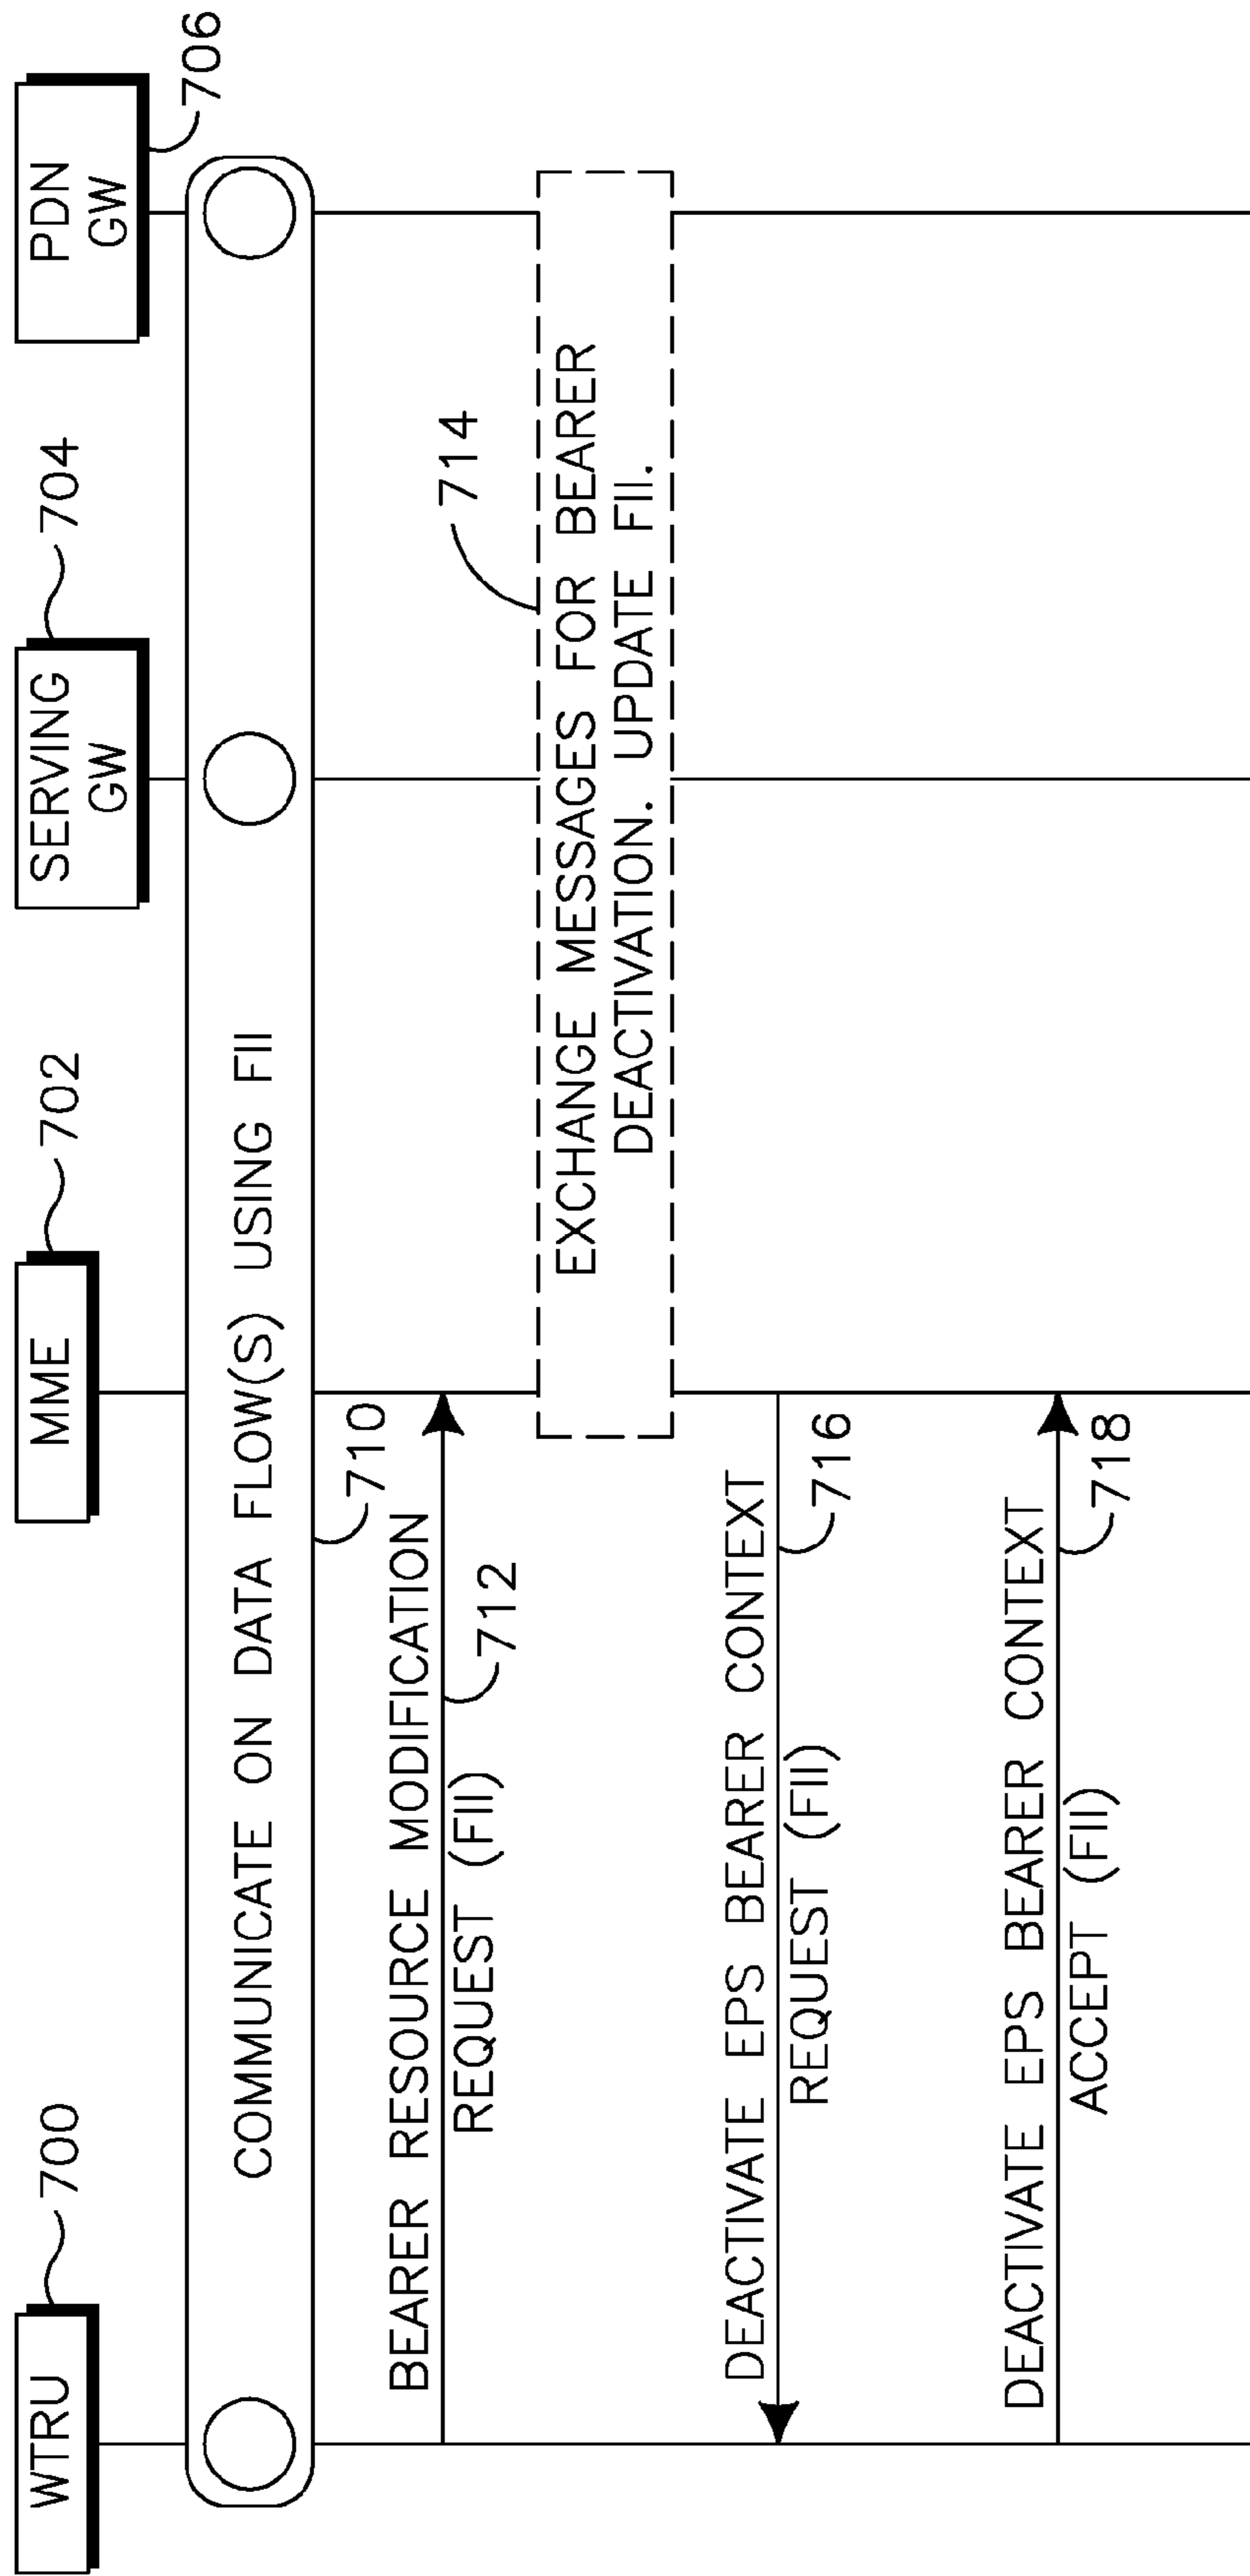 WTRU
700
MME
702
SERVING
GW
704
PDN
GW
706
COMMUNICATE ON DATA FLOW(S) USING FII
710
BEARER RESOURCE MODIFICATION
REQUEST (FII)
712
714
EXCHANGE MESSAGES FOR BEARER
DEACTIVATION. UPDATE FII.
DEACTIVATE EPS BEARER CONTEXT
REQUEST (FII)
716
DEACTIVATE EPS BEARER CONTEXT
ACCEPT (FII)
718